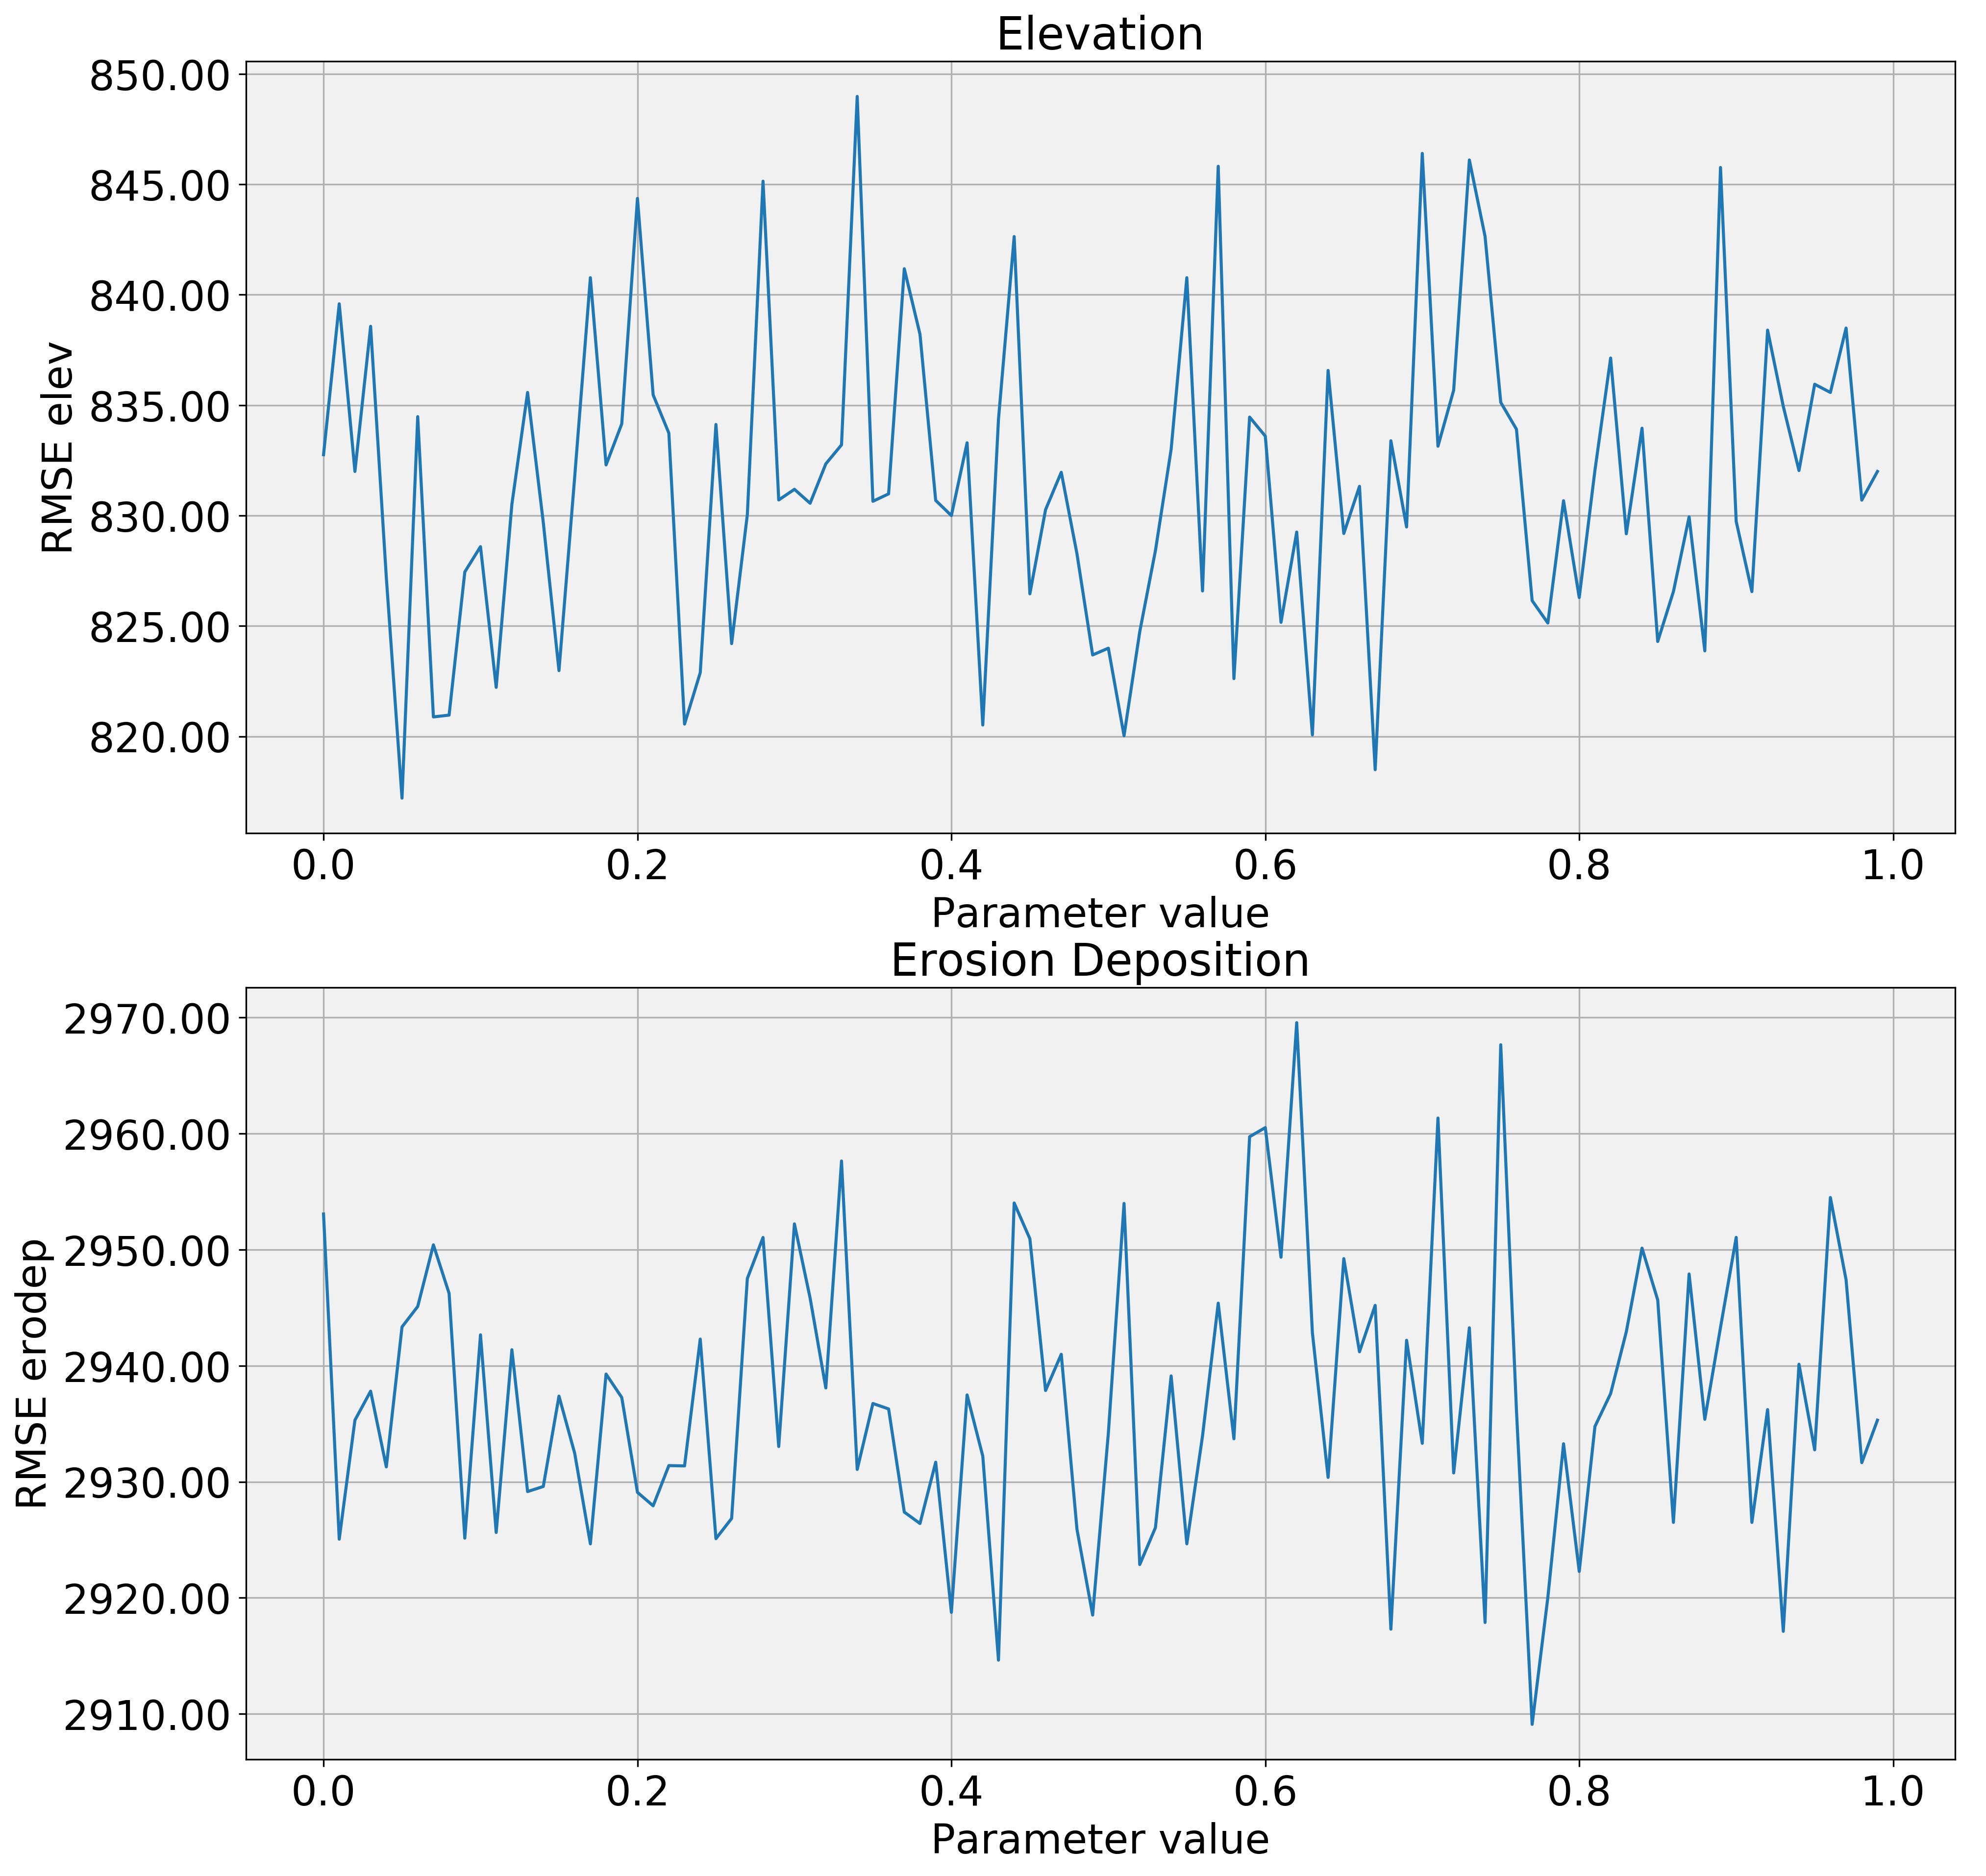 Elevation
850.00
845.00
840.00
835.00
830.00
825.00
820.00
RMSE elev
0.0 0.2 0.4 0.6 0.8 1.0
Parameter value
Erosion Deposition
2970.00
2960.00
2950.00
2940.00
2930.00
2920.00
2910.00
RMSE erodep
0.0 0.2 0.4 0.6 0.8 1.0
Parameter value